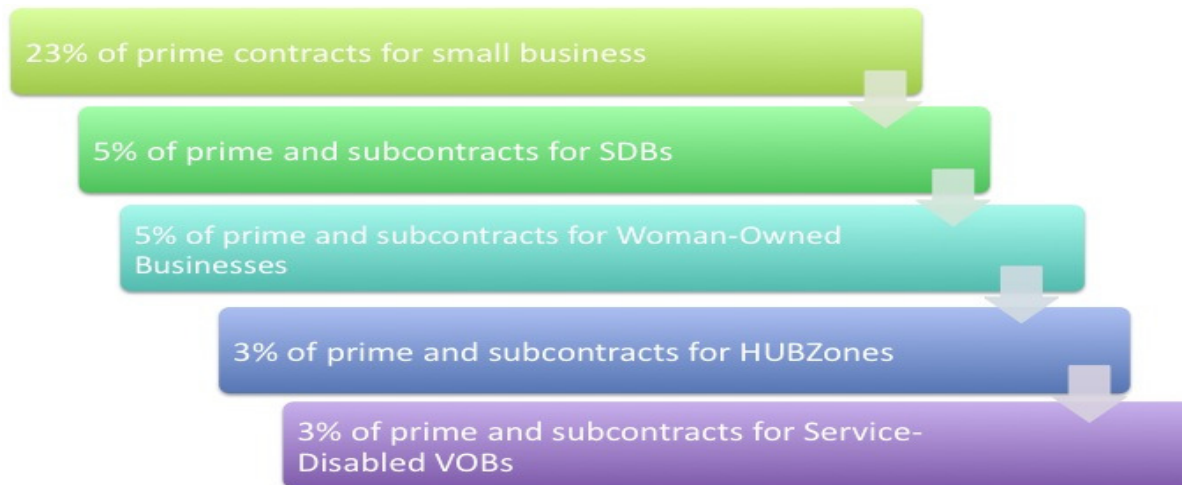 23% of prime contracts for small business
5% of prime and subcontracts for SDBs
5% of prime and subcontracts for Woman-Owned
Businesses
3% of prime and subcontracts for HUBZones
3% of prime and subcontracts for Service-
Disabled VOBs